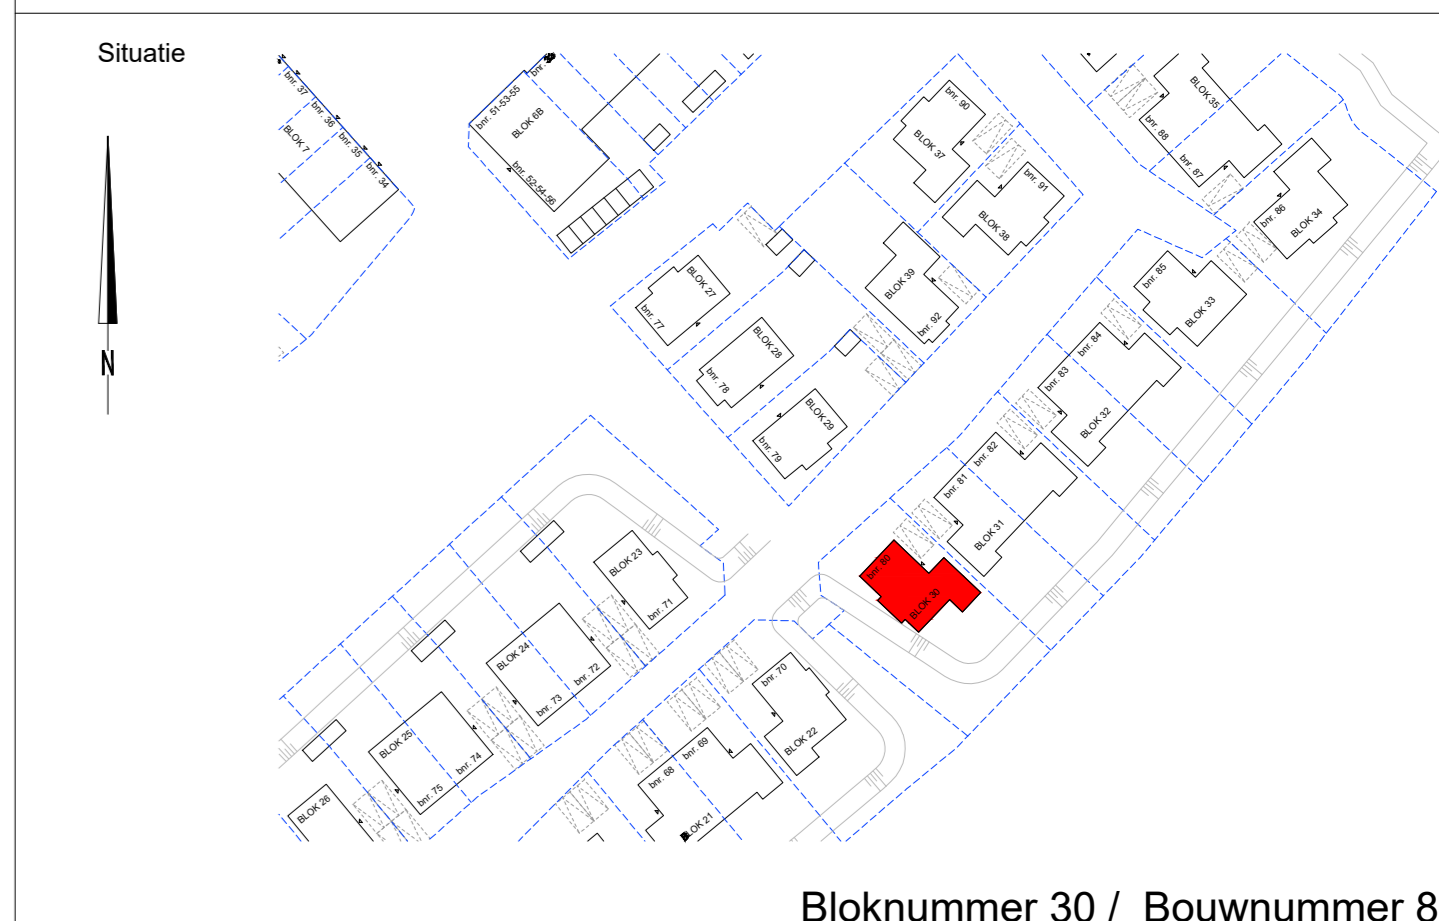 Situatie
N
bnr. 37
bnr. 36
bnr. 35
bnr. 34
BLOK 7
bnr.
bnr. 51-53-55
BLOK 6B
bnr. 52-54-56
bnr. 90
BLOK 37
bnr. 91
BLOK 38
BLOK 35
bnr. 88
bnr. 87
bnr. 86
BLOK 34
BLOK 27
bnr. 77
BLOK 39
bnr. 92
bnr. 85
BLOK 33
BLOK 28
bnr. 78
bnr. 84
bnr. 83
BLOK 32
BLOK 29
bnr. 79
bnr. 82
bnr. 81
BLOK 31
bnr. 80
BLOK 30
BLOK 23
bnr. 71
BLOK 24
bnr. 72
bnr. 73
bnr. 70
BLOK 22
BLOK 25
bnr. 74
bnr. 75
bnr. 69
bnr. 68
BLOK 26
OK 21
Bloknummer 30 / Bouwnummer 8